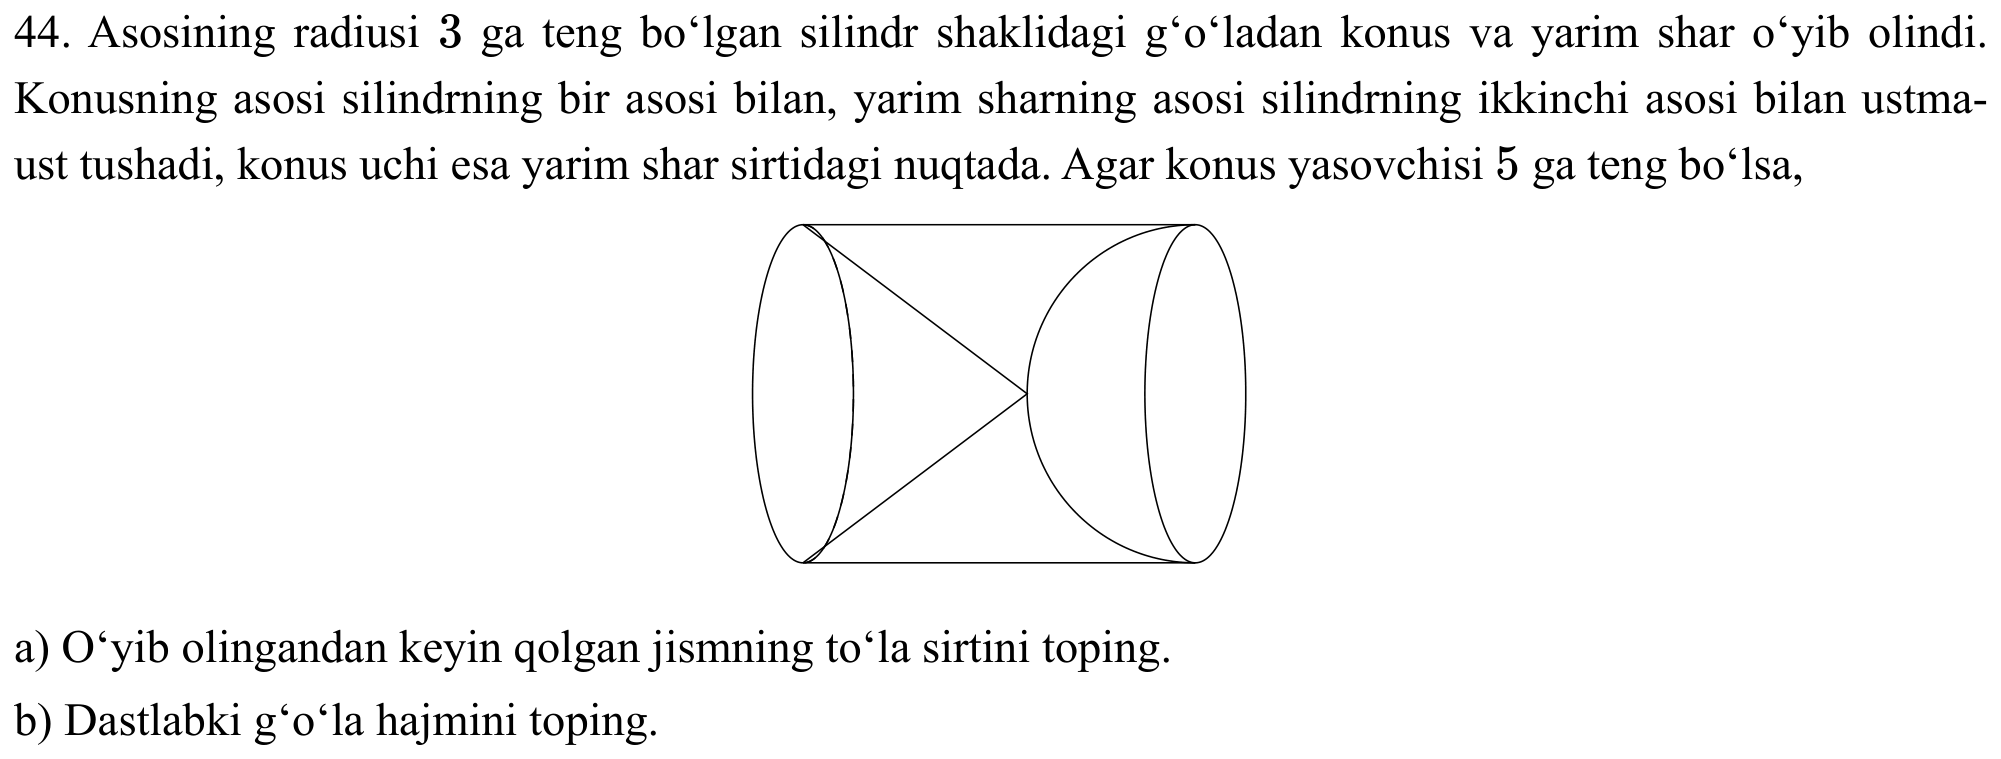 44. Asosining radiusi 3 ga teng bo‘lgan silindr shaklidagi g‘o‘ladan konus va yarim shar o‘yib olindi.
Konusning asosi silindrning bir asosi bilan, yarim sharning asosi silindrning ikkinchi asosi bilan ustma-
ust tushadi, konus uchi esa yarim shar sirtidagi nuqtada. Agar konus yasovchisi 5 ga teng bo‘lsa,
a) O‘yib olingandan keyin qolgan jismning to‘la sirtini toping.
b) Dastlabki g‘o‘la hajmini toping.